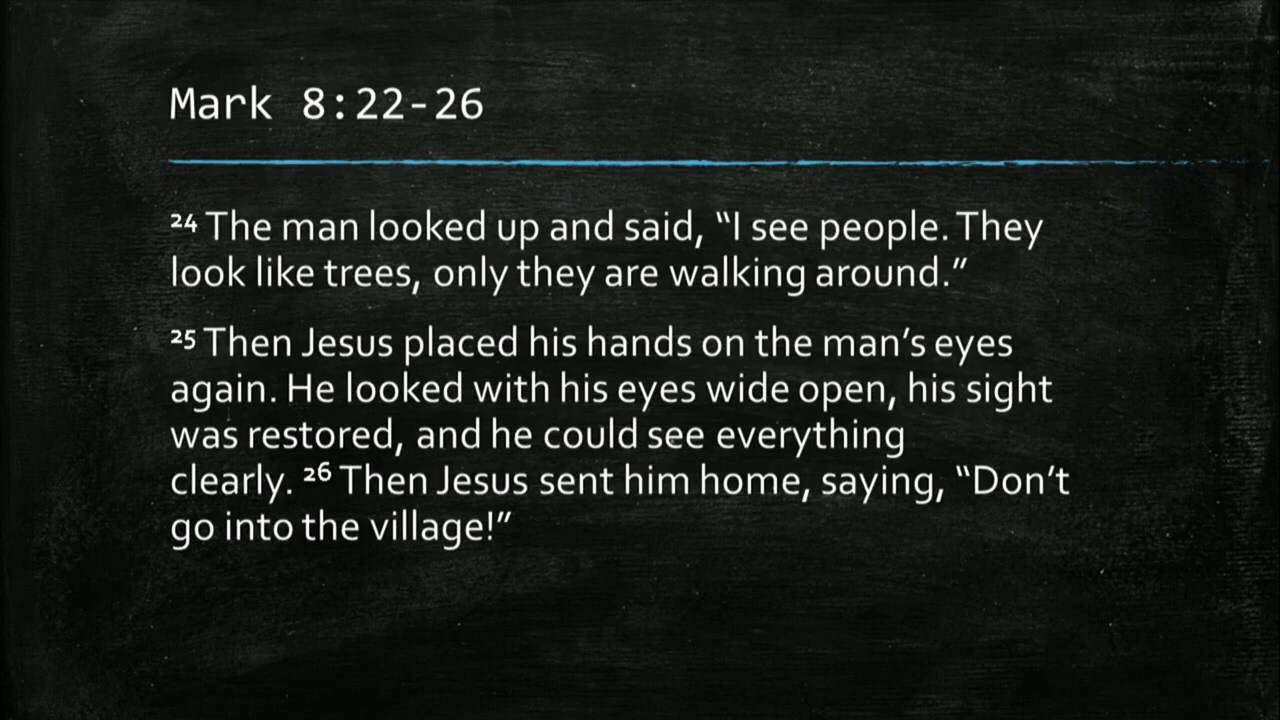 Mark 8:22-26
²⁴ The man looked up and said, “I see people. They
look like trees, only they are walking around.”
²⁵ Then Jesus placed his hands on the man’s eyes
again. He looked with his eyes wide open, his sight
was restored, and he could see everything
clearly. ²⁶ Then Jesus sent him home, saying, “Don’t
go into the village!”